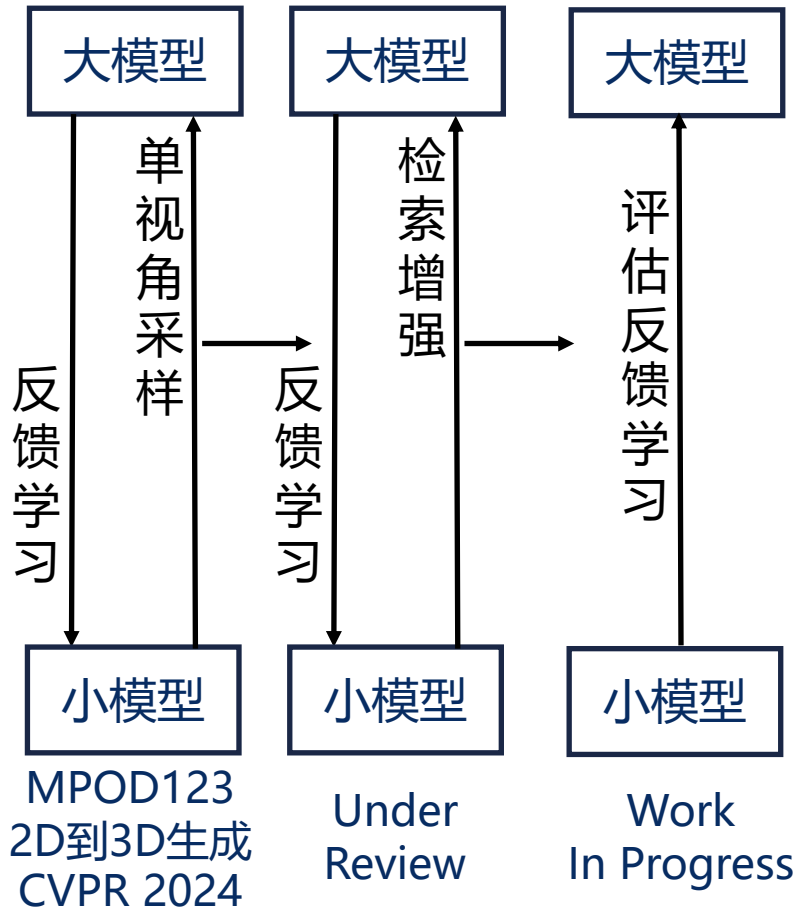 大模型
单视角采样
反馈学习
小模型
MPOD123
2D到3D生成
CVPR 2024
大模型
检索增强
反馈学习
小模型
Under
Review
大模型
评估反馈学习
小模型
Work
In Progress